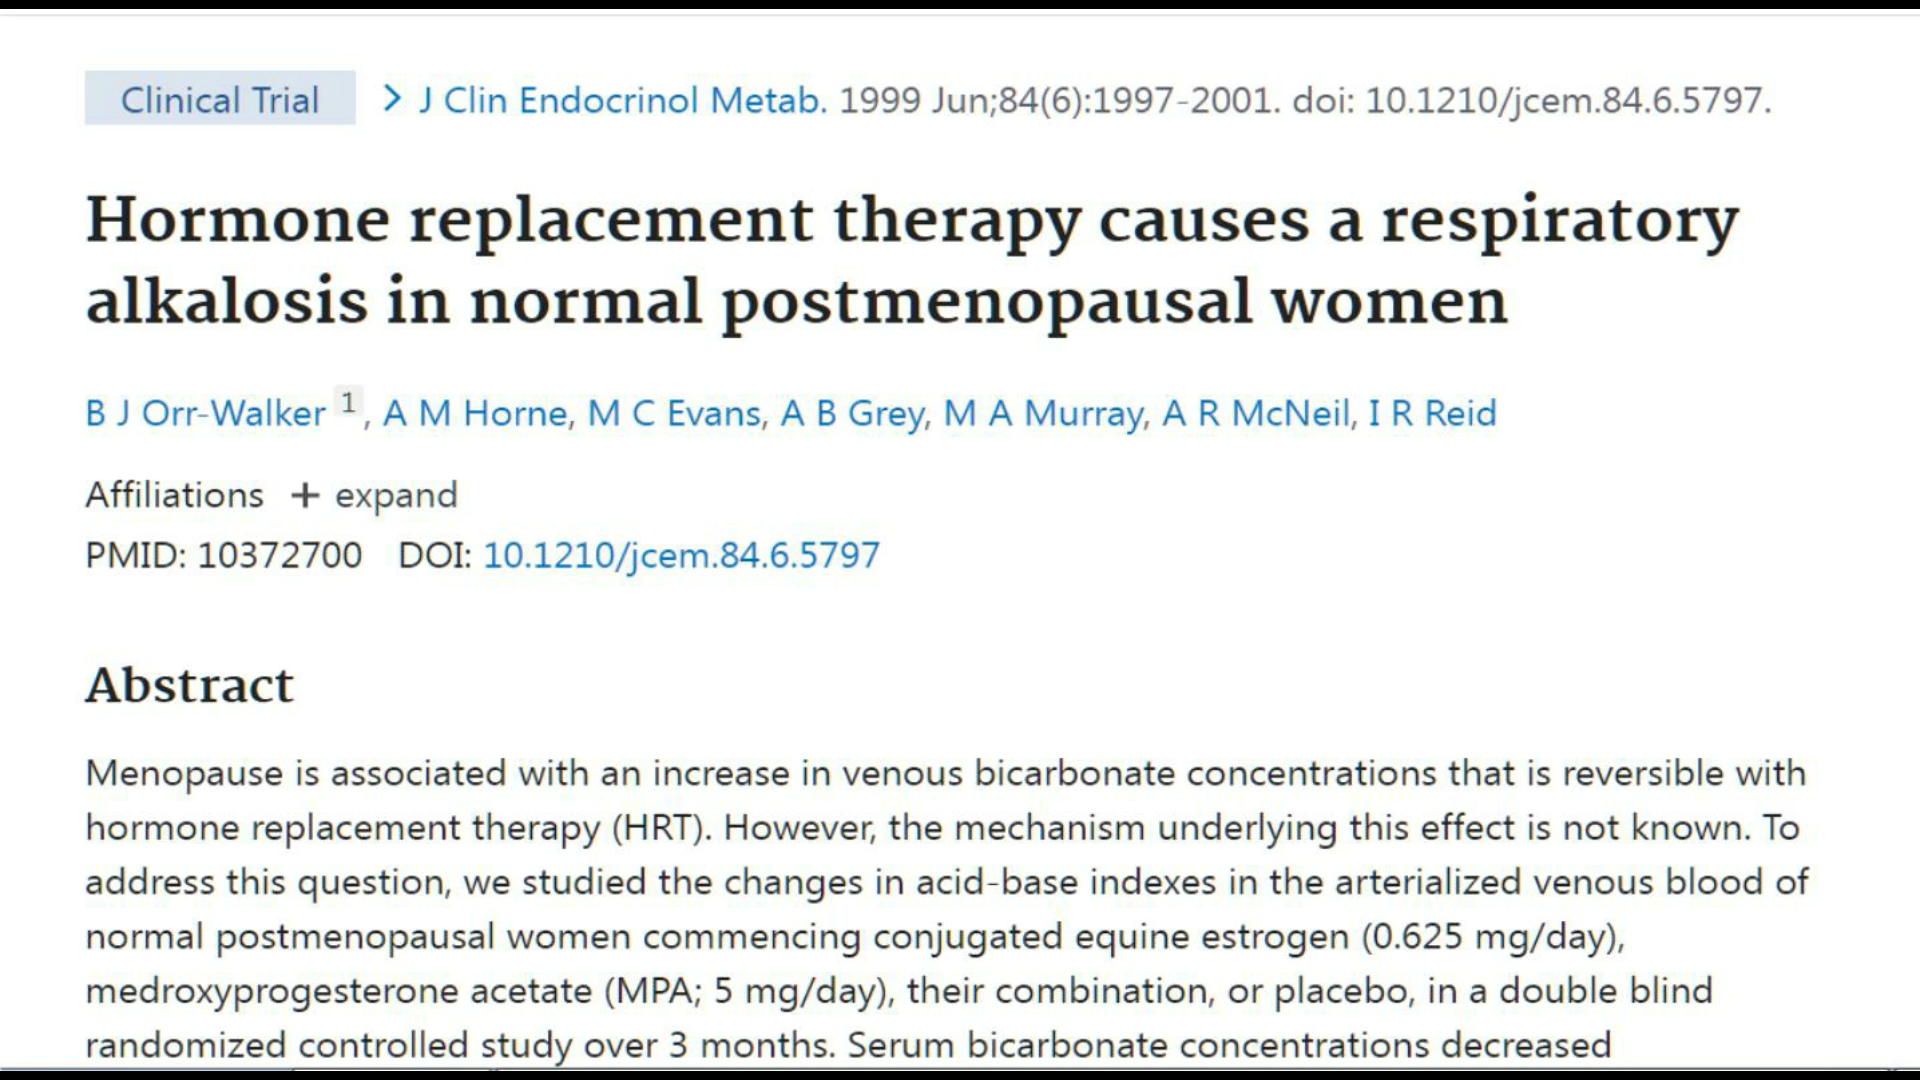 Clinical Trial > J Clin Endocrinol Metab. 1999 Jun;84(6):1997-2001. doi: 10.1210/jcem.84.6.5797.
Hormone replacement therapy causes a respiratory
alkalosis in normal postmenopausal women
B J Orr-Walker 1, A M Horne, M C Evans, A B Grey, M A Murray, A R McNeil, I R Reid
Affiliations + expand
PMID: 10372700 DOI: 10.1210/jcem.84.6.5797
Abstract
Menopause is associated with an increase in venous bicarbonate concentrations that is reversible with
hormone replacement therapy (HRT). However, the mechanism underlying this effect is not known. To
address this question, we studied the changes in acid-base indexes in the arterialized venous blood of
normal postmenopausal women commencing conjugated equine estrogen (0.625 mg/day),
medroxyprogesterone acetate (MPA; 5 mg/day), their combination, or placebo, in a double blind
randomized controlled study over 3 months. Serum bicarbonate concentrations decreased